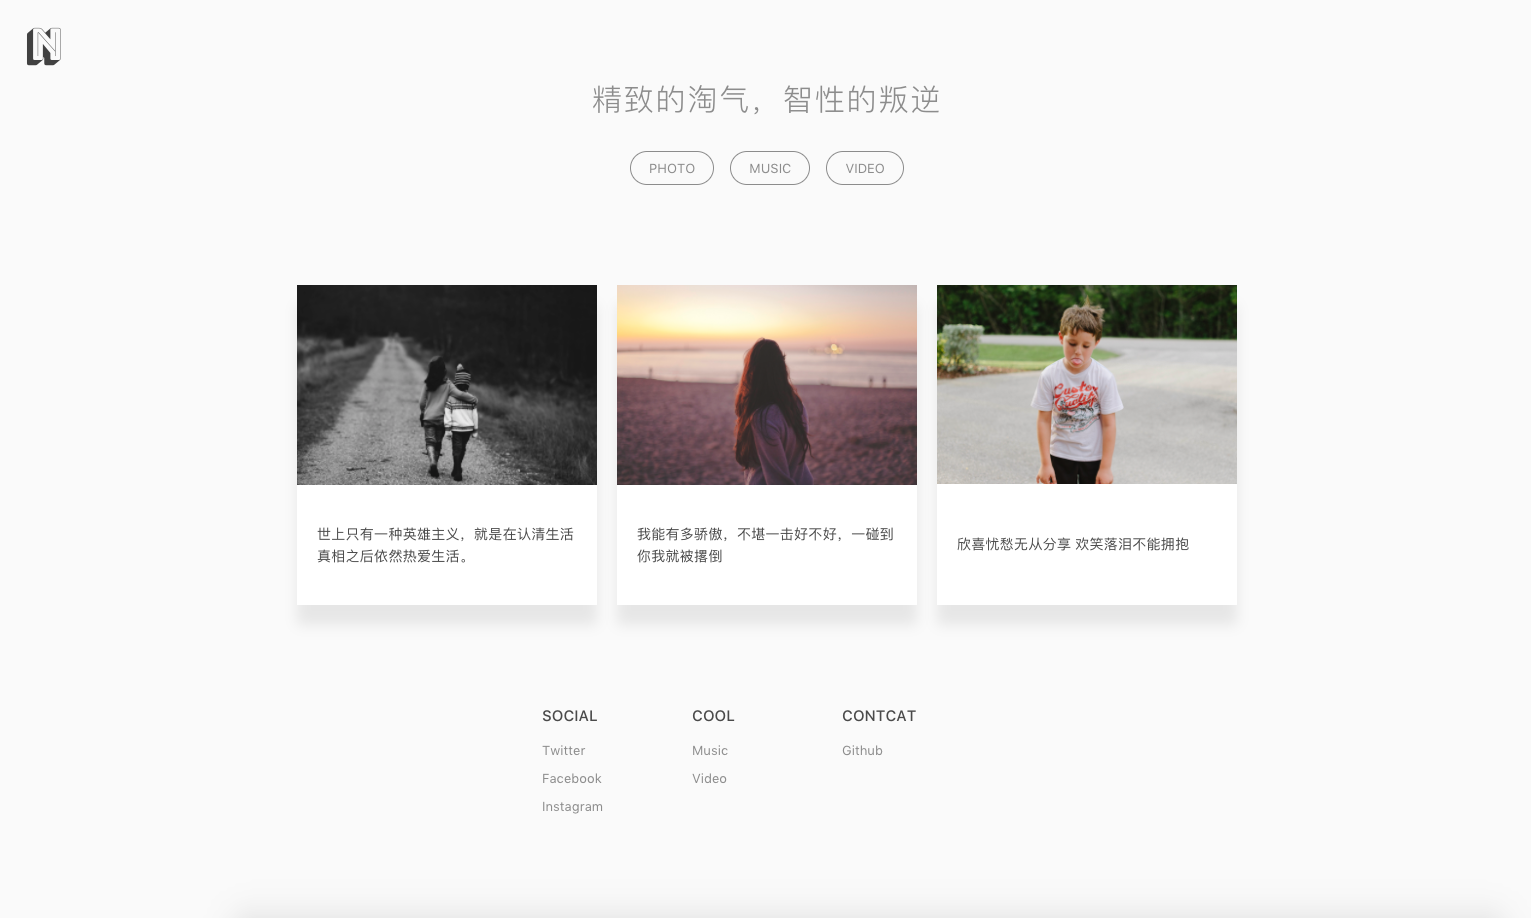 N
精致的淘气，智性的叛逆
PHOTO MUSIC VIDEO
世上只有一种英雄主义，就是在认清生活
真相之后依然热爱生活。
我能有多骄傲，不堪一击好不好，一碰到
你我就被撂倒
欣喜忧愁无从分享 欢笑落泪不能拥抱
SOCIAL
Twitter
Facebook
Instagram
COOL
Music
Video
CONTCAT
Github